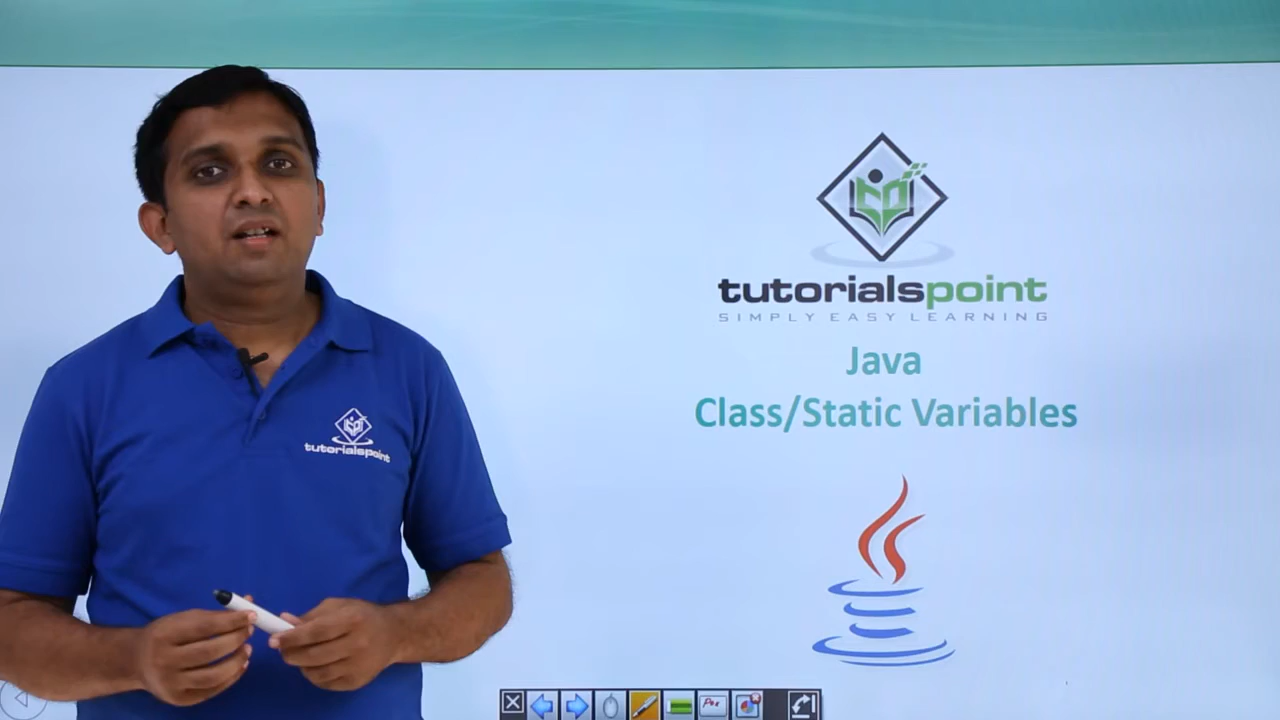 tutorialspoint
SIMPLY EASY LEARNING
Java
Class/Static Variables
tutorialspoint